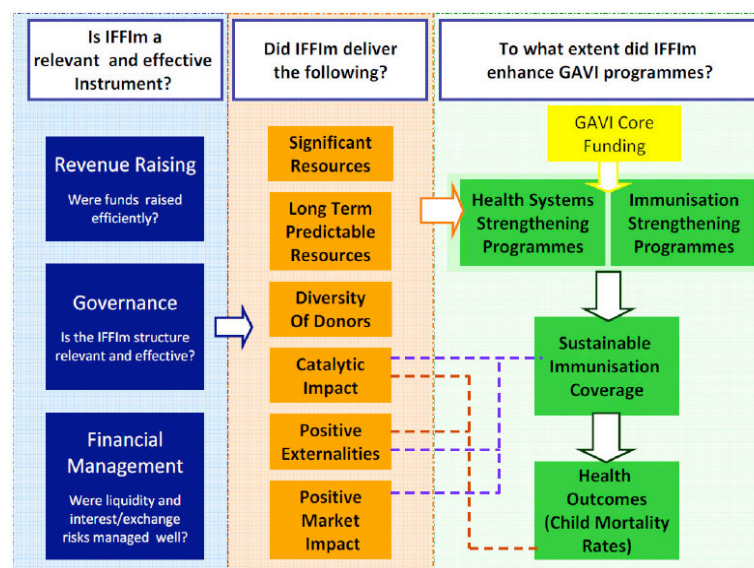 Is IFFIm a
relevant and effective
Instrument?
Did IFFIm deliver
the following?
To what extent did IFFIm
enhance GAVI programmes?
Revenue Raising
Were funds raised
efficiently?
Governance
Is the IFFIm structure
relevant and effective?
Financial
Management
Were liquidity and
interest/exchange
risks managed well?
Significant
Resources
Long Term
Predictable
Resources
Diversity
Of Donors
Catalytic
Impact
Positive
Externalities
Positive
Market
Impact
GAVI Core
Funding
Health Systems
Strengthening
Programmes
Immunisation
Strengthening
Programmes
Sustainable
Immunisation
Coverage
Health
Outcomes
(Child Mortality
Rates)